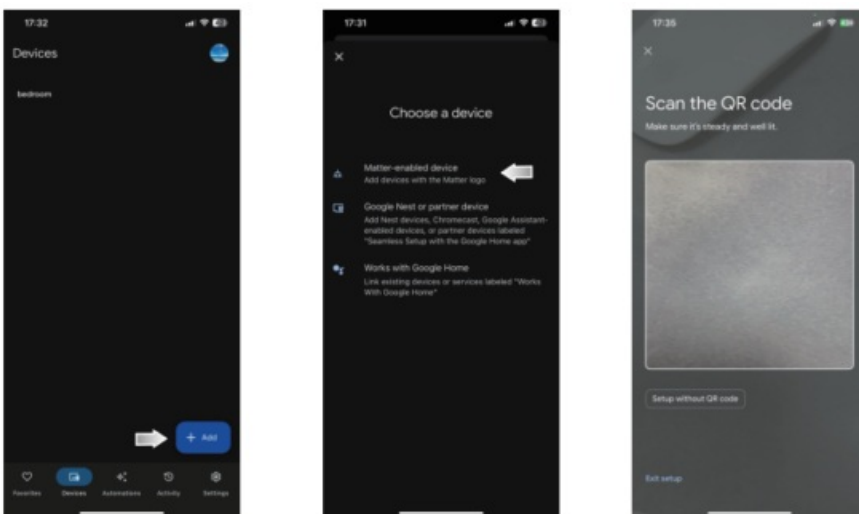 17:32
Devices
bedroom
+ Add
Favorites
Devices
Automations
Activity
Settings
17:31
Choose a device
Matter-enabled device
Add devices with the Matter logo
Google Nest or partner device
Add Nest devices, Chromecast, Google Assistant-
enabled devices, or partner devices labeled
"Seamless Setup with the Google Home app"
Works with Google Home
Link existing devices or services labeled "Works
With Google Home"
17:35
Scan the QR code
Make sure it's steady and well lit.
Setup without QR code
Exit setup